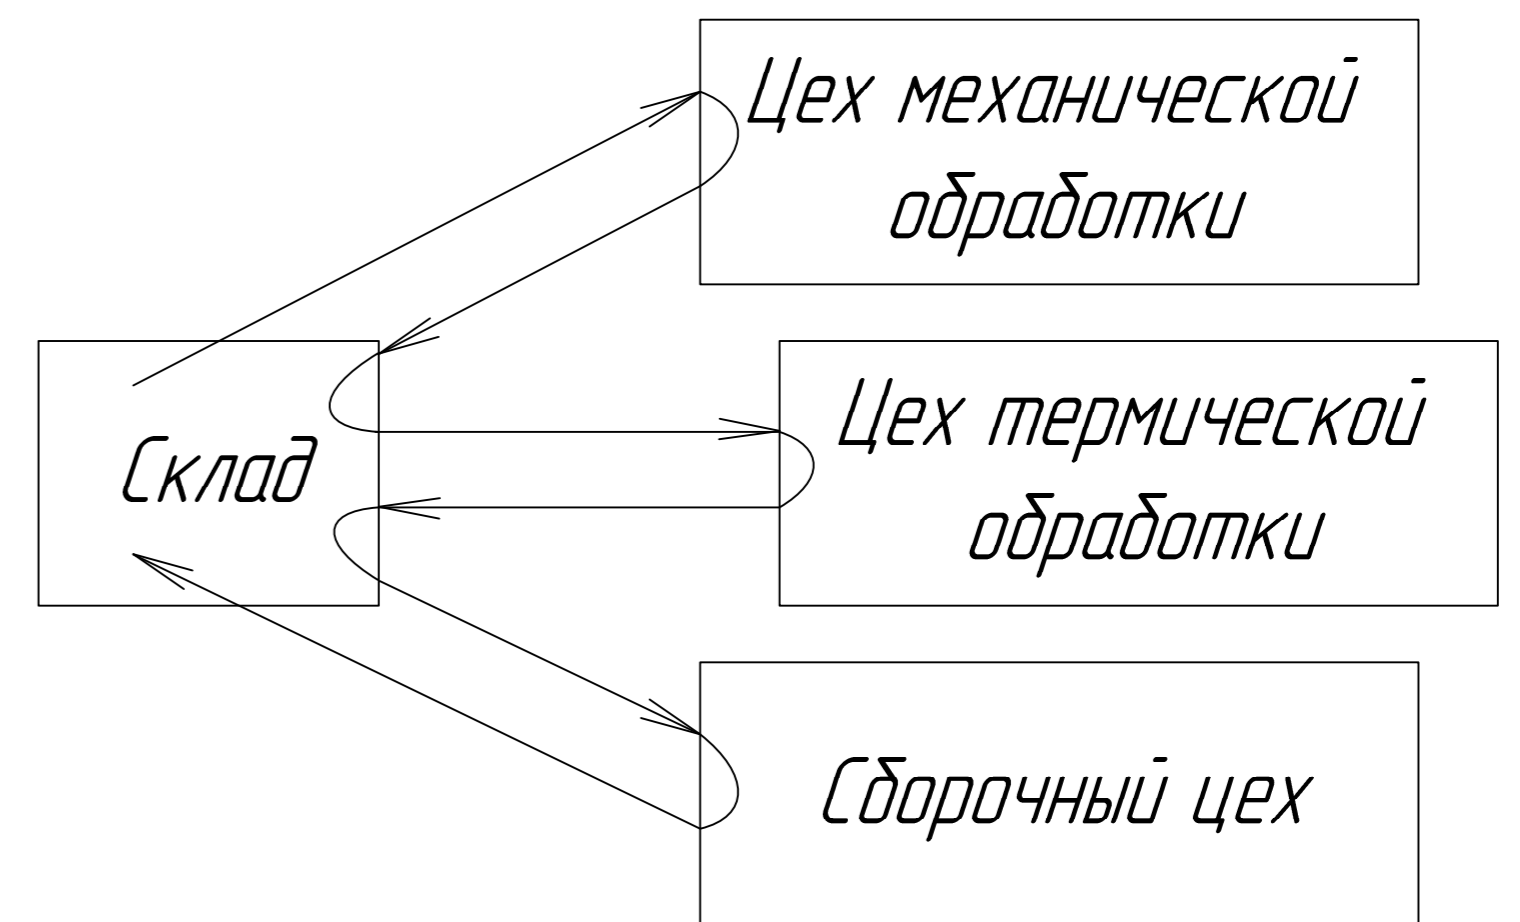 Цех механической
обработки
Склад
Цех термической
обработки
Сборочный цех